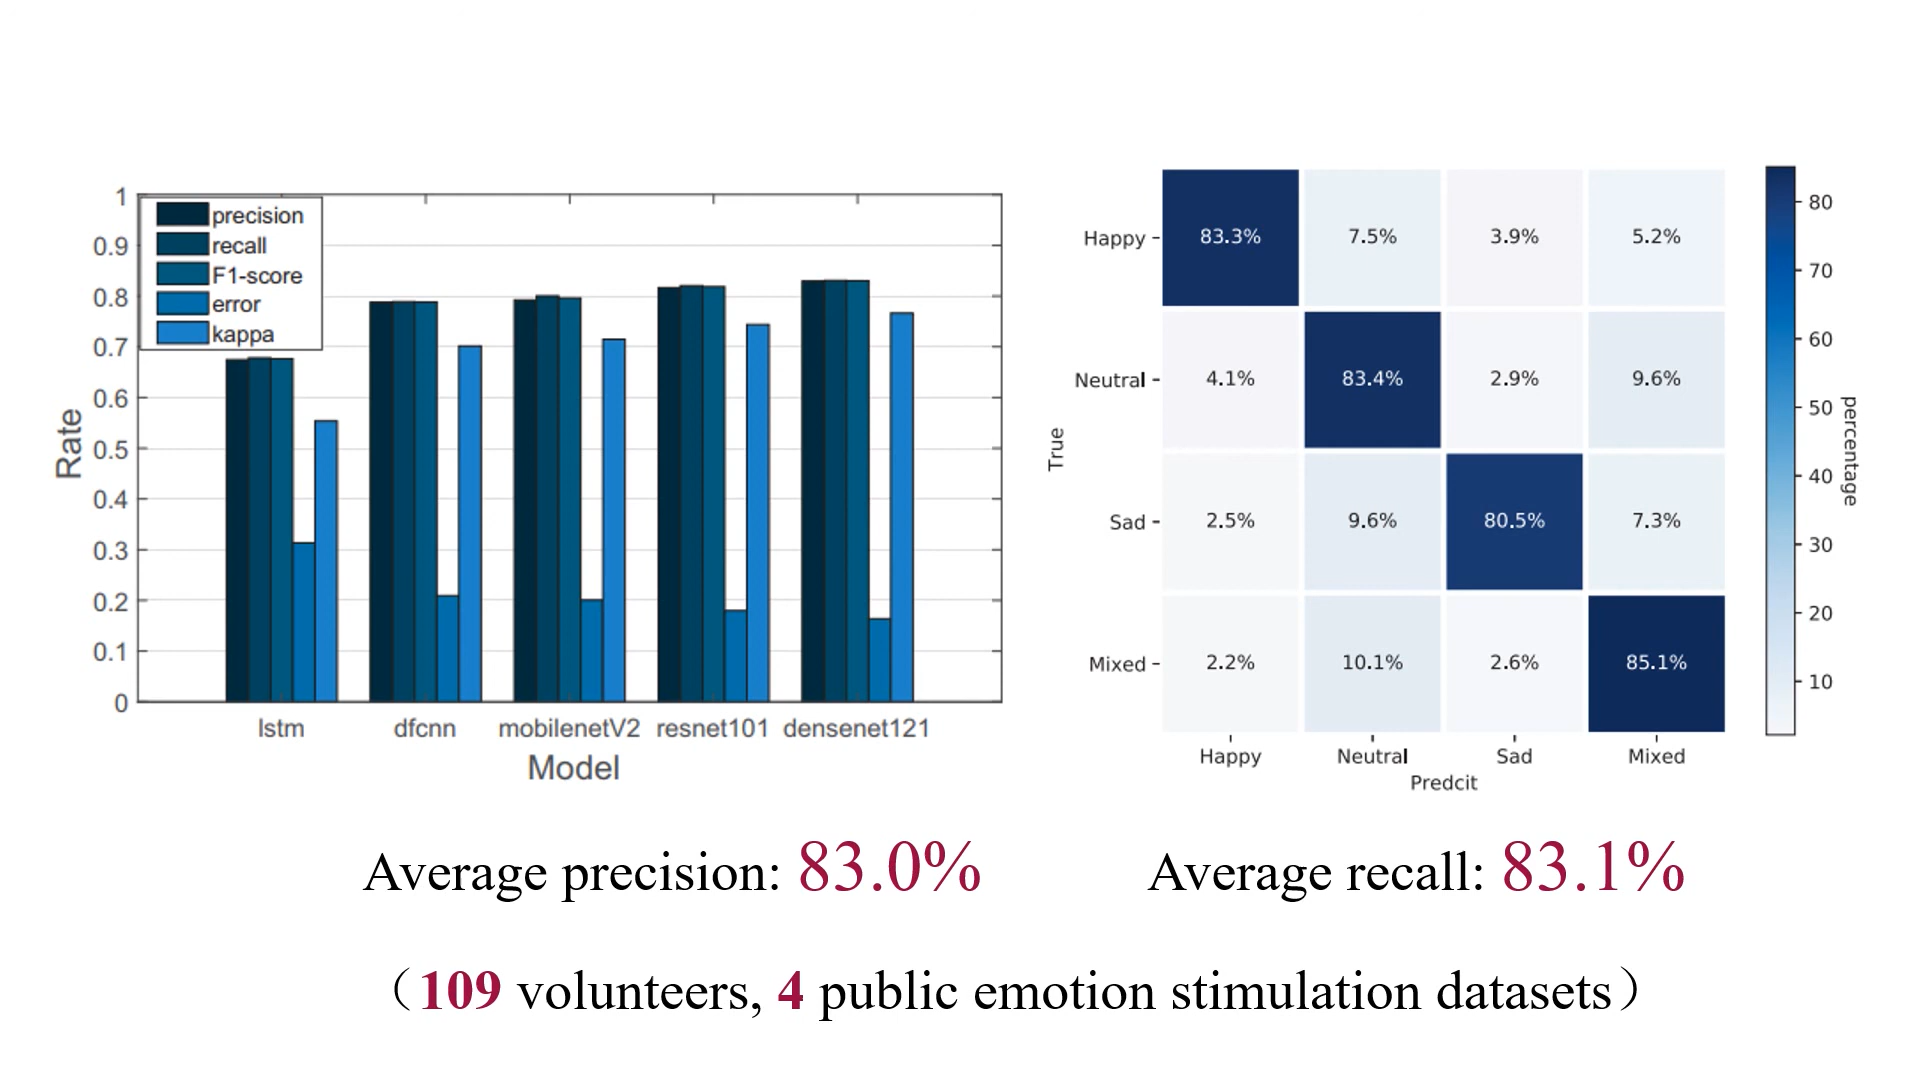 1
0.9
0.8
0.7
0.6
0.5
0.4
0.3
0.2
0.1
0
Rate
precision
recall
F1-score
error
kappa
lstm dfcnn mobilenetV2 resnet101 densenet121
Model
Happy 83.3% 7.5% 3.9% 5.2%
Neutral 4.1% 83.4% 2.9% 9.6%
Sad 2.5% 9.6% 80.5% 7.3%
Mixed 2.2% 10.1% 2.6% 85.1%
True
Happy Neutral Sad Mixed
Predcit
80
70
60
50
40
30
20
10
percentage
Average precision: 83.0%
Average recall: 83.1%
（109 volunteers, 4 public emotion stimulation datasets）